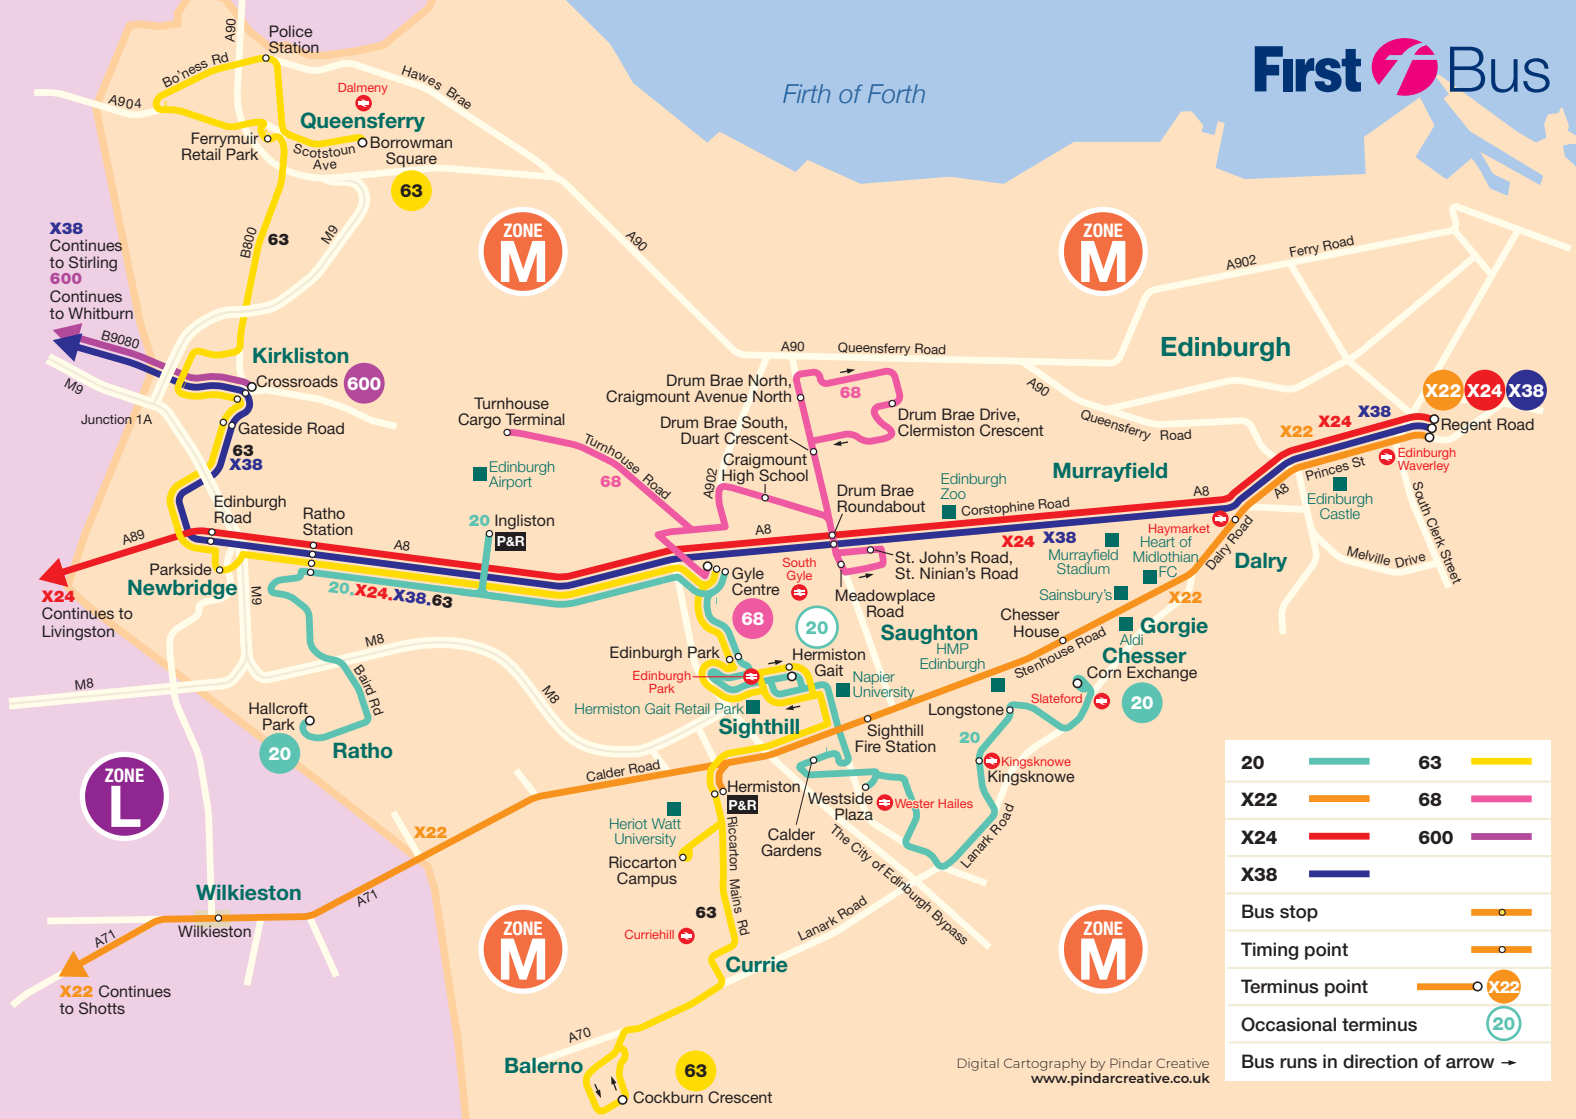 First Bus
Firth of Forth
A90
Police
Station
Bo'ness Rd
A904
Hawes Brae
Dalmeny
Queensferry
Ferrymuir
Retail Park
Scotstoun
Ave
Borrowman
Square
63
B800
63
M9
A90
ZONE
M
ZONE
M
X38
Continues
to Stirling
600
Continues
to Whitburn
B9080
M9
Junction 1A
Kirkliston
Crossroads
600
Gateside Road
63
X38
Edinburgh
Road
Ratho
Station
A89
A8
Parkside
Newbridge
M9
X24
Continues to
Livingston
20.X24.X38.63
M8
M8
M8
Baird Rd
Hallcroft
Park
20
Ratho
Turnhouse
Cargo Terminal
Turnhouse Road
68
Edinburgh
Airport
20
Ingliston
P&R
A902
A90
Queensferry Road
Drum Brae North,
Craigmount Avenue North
68
Drum Brae South,
Duart Crescent
Drum Brae Drive,
Clermiston Crescent
Craigmount
High School
A8
Drum Brae
Roundabout
St. John's Road,
St. Ninian's Road
Meadowplace
Road
South
Gyle
Gyle
Centre
68
20
Edinburgh Park
Edinburgh
Park
Hermiston
Gait
Hermiston Gait Retail Park
Napier
University
Sighthill
Sighthill
Fire Station
Saughton
HMP
Edinburgh
Edinburgh
Zoo
Corstophine Road
Murrayfield
X24
X38
A8
Murrayfield
Stadium
Haymarket
Heart of
Midlothian
FC
Sainsbury's
Dalry Road
Dalry
X22
Gorgie
Aldi
Chesser
Chesser
House
Stenhouse Road
Corn Exchange
Slateford
20
Longstone
20
Kingsknowe
Kingsknowe
Lanark Road
Edinburgh
A902
Ferry Road
A90
Queensferry Road
X22
X24
X38
X22
X24
X38
Regent Road
Princes St
A8
Edinburgh
Waverley
Edinburgh
Castle
South Clerk Street
Melville Drive
Calder Road
Hermiston
P&R
Westside
Plaza
Wester Hailes
Calder
Gardens
The City of Edinburgh Bypass
Heriot Watt
University
Riccarton
Campus
Riccarton Mains Rd
63
Curriehill
Currie
Lanark Road
A70
Balerno
63
Cockburn Crescent
ZONE
L
X22
A71
Wilkieston
Wilkieston
A71
X22 Continues
to Shotts
ZONE
M
ZONE
M
20
63
X22
68
X24
600
X38
Bus stop
Timing point
Terminus point
X22
Occasional terminus
20
Bus runs in direction of arrow
Digital Cartography by Pindar Creative
www.pindarcreative.co.uk